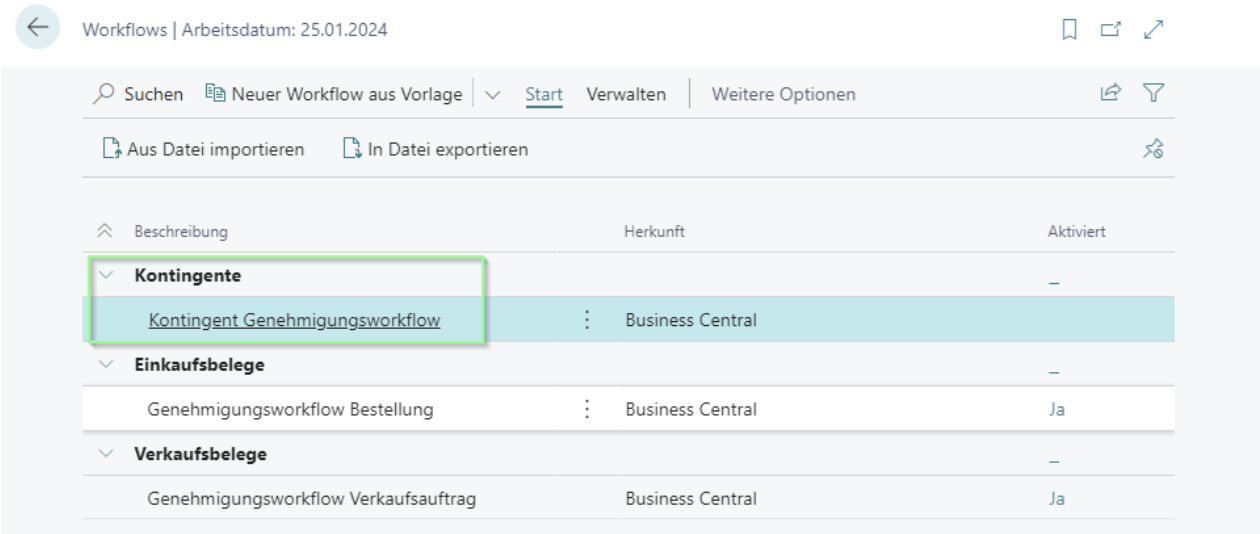 Workflows | Arbeitsdatum: 25.01.2024
Suchen Neuer Workflow aus Vorlage Start Verwalten Weitere Optionen
Aus Datei importieren In Datei exportieren
Beschreibung Herkunft Aktiviert
Kontingente _
Kontingent Genehmigungsworkflow Business Central
Einkaufsbelege _
Genehmigungsworkflow Bestellung Business Central Ja
Verkaufsbelege _
Genehmigungsworkflow Verkaufsauftrag Business Central Ja